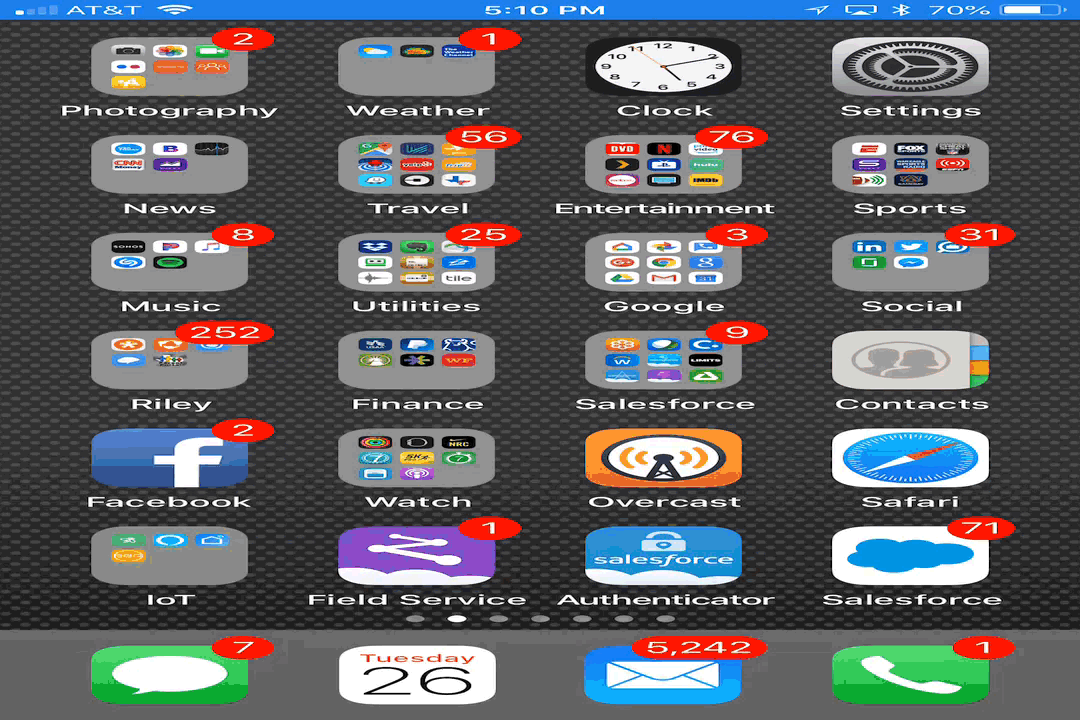 AT&T 5:10 PM 70%
2 1
Photography Weather Clock Settings
56 76
News Travel Entertainment Sports
8 25 3 31
Music Utilities Google Social
252 9
Riley Finance Salesforce Contacts
2
Facebook Watch Overcast Safari
1 salesforce 71
IoT Field Service Authenticator Salesforce
7 Tuesday 5,242 1
26